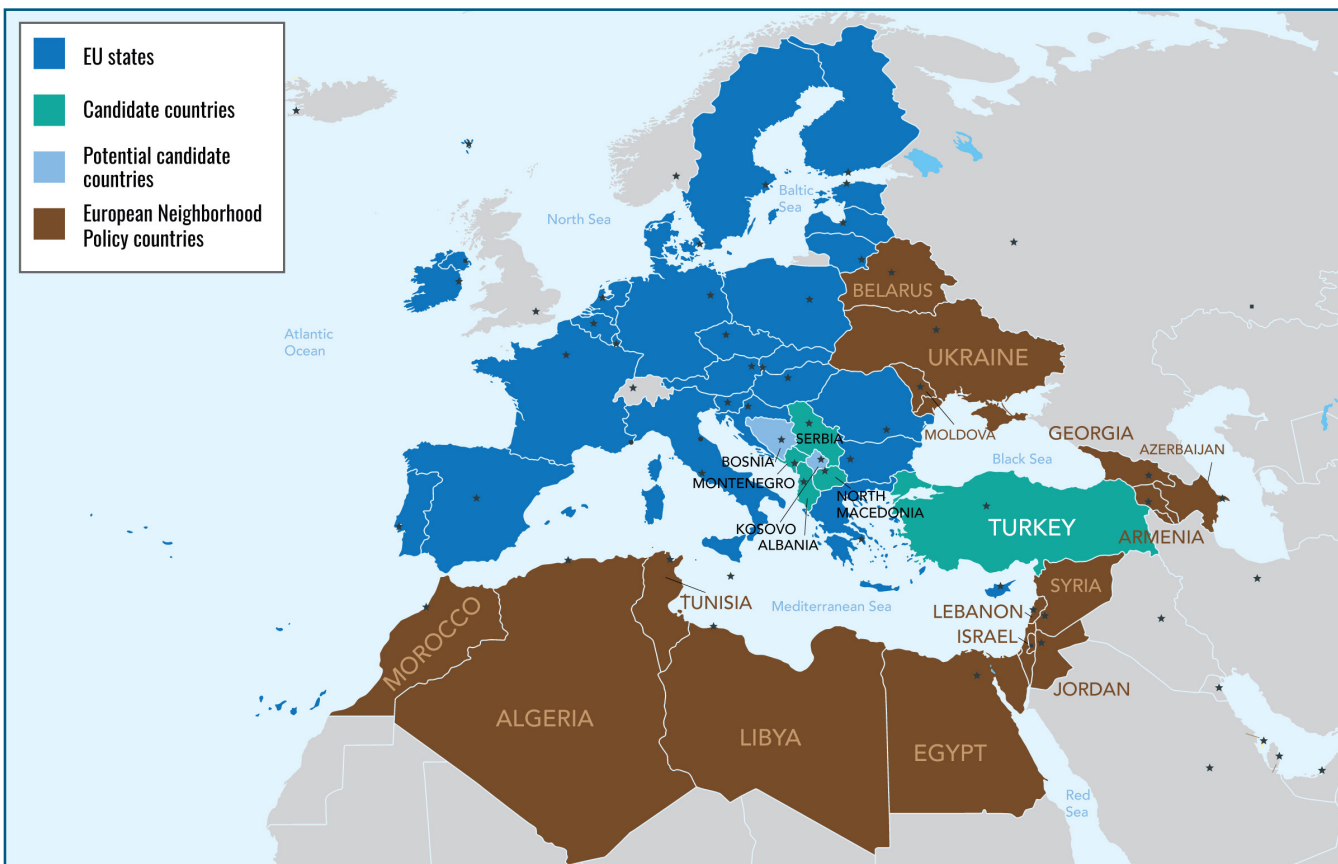 EU states
Candidate countries
Potential candidate
countries
European Neighborhood
Policy countries
North Sea
Baltic
Sea
Atlantic
Ocean
BELARUS
UKRAINE
MOLDOVA
GEORGIA
AZERBAIJAN
Black Sea
ARMENIA
SERBIA
BOSNIA
MONTENEGRO
KOSOVO
ALBANIA
NORTH
MACEDONIA
TURKEY
SYRIA
LEBANON
ISRAEL
JORDAN
Mediterranean Sea
TUNISIA
MOROCCO
ALGERIA
LIBYA
EGYPT
Red
Sea